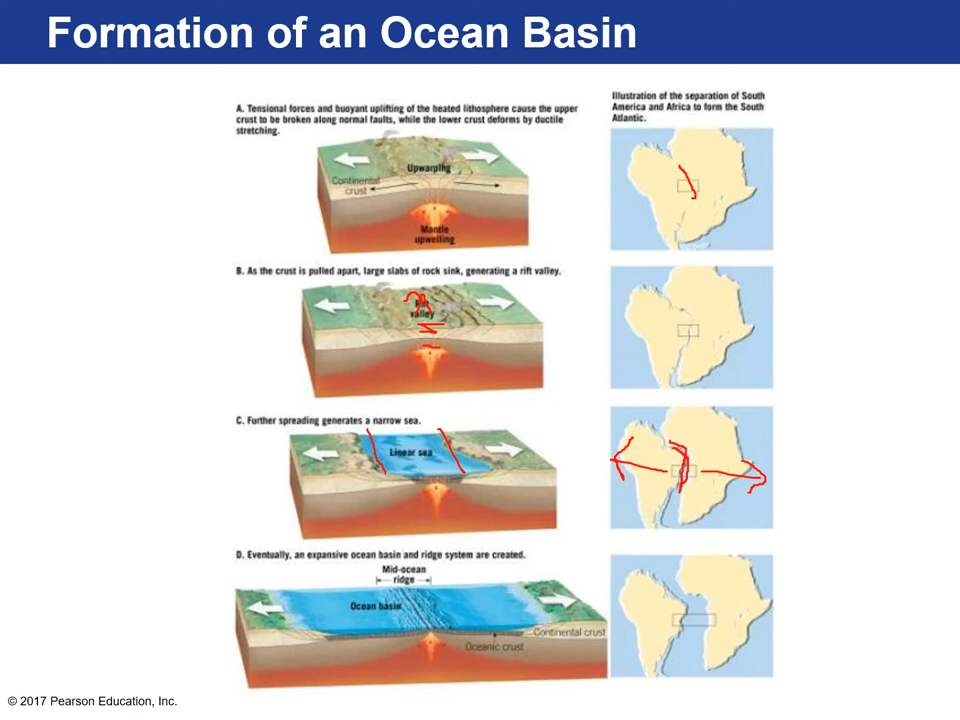 Formation of an Ocean Basin
A. Tensional forces and buoyant uplifting of the heated lithosphere cause the upper
crust to be broken along normal faults, while the lower crust deforms by ductile
stretching.
Illustration of the separation of South
America and Africa to form the South
Atlantic.
Upwarping
Continental
crust
Mantle
upwelling
B. As the crust is pulled apart, large slabs of rock sink, generating a rift valley.
Rift
valley
C. Further spreading generates a narrow sea.
Linear sea
D. Eventually, an expansive ocean basin and ridge system are created.
Mid-ocean
ridge
Ocean basin
Continental crust
Oceanic crust
© 2017 Pearson Education, Inc.